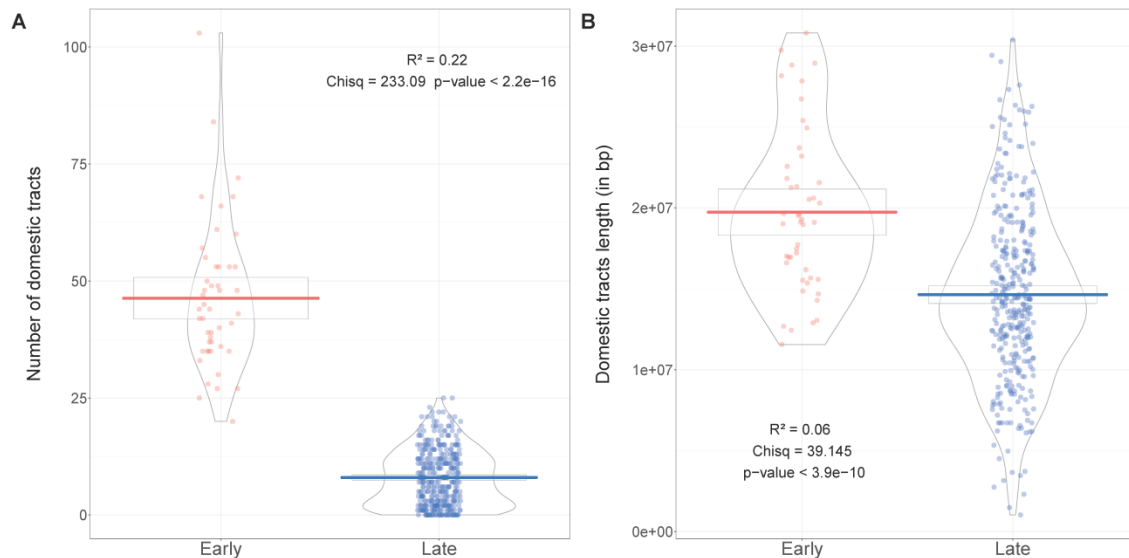 A
Number of domestic tracts
100
75
50
25
0
R² = 0.22
Chisq = 233.09 p-value < 2.2e−16
Early
Late
B
Domestic tracts length (in bp)
3e+07
2e+07
1e+07
0e+00
R² = 0.06
Chisq = 39.145
p-value < 3.9e−10
Early
Late